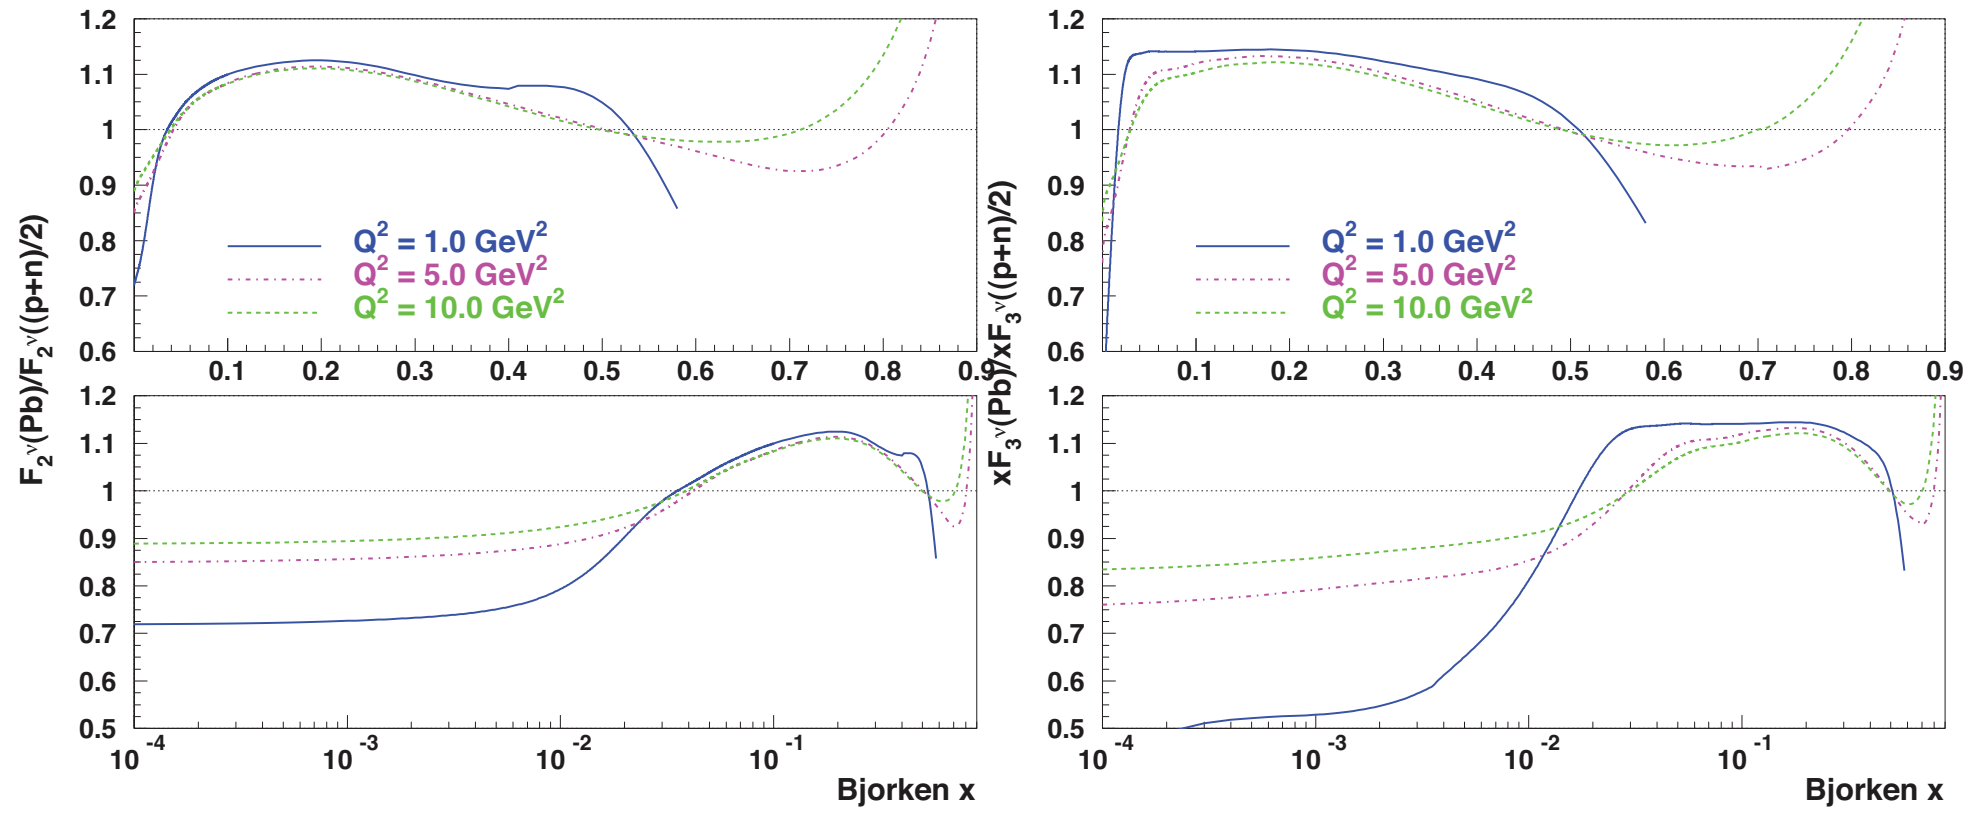 F₂ᵛ(Pb)/F₂ᵛ((p+n)/2)
1.2
1.1
1
0.9
0.8
0.7
0.6
Q² = 1.0 GeV²
Q² = 5.0 GeV²
Q² = 10.0 GeV²
0.1 0.2 0.3 0.4 0.5 0.6 0.7 0.8 0.9
1.2
1.1
1
0.9
0.8
0.7
0.6
0.5
10⁻⁴ 10⁻³ 10⁻² 10⁻¹
Bjorken x
xF₃ᵛ(Pb)/xF₃ᵛ((p+n)/2)
1.2
1.1
1
0.9
0.8
0.7
0.6
Q² = 1.0 GeV²
Q² = 5.0 GeV²
Q² = 10.0 GeV²
0.1 0.2 0.3 0.4 0.5 0.6 0.7 0.8 0.9
1.2
1.1
1
0.9
0.8
0.7
0.6
0.5
10⁻⁴ 10⁻³ 10⁻² 10⁻¹
Bjorken x